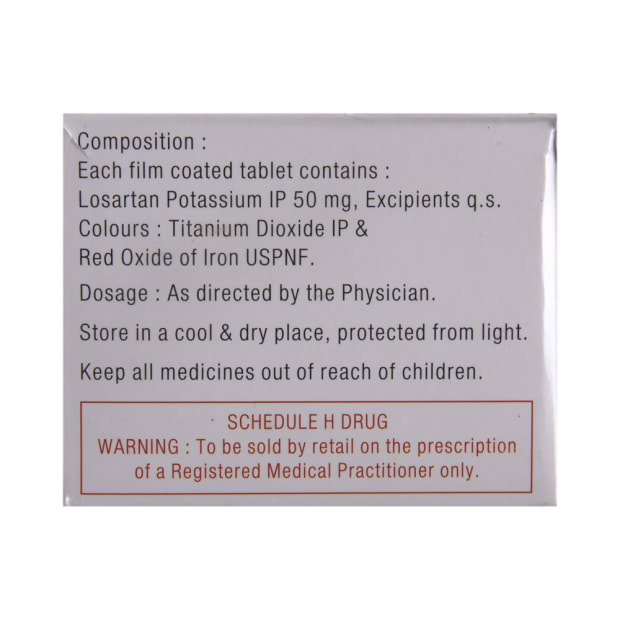 Composition :
Each film coated tablet contains :
Losartan Potassium IP 50 mg, Excipients q.s.
Colours : Titanium Dioxide IP &
Red Oxide of Iron USPNF.
Dosage : As directed by the Physician.
Store in a cool & dry place, protected from light.
Keep all medicines out of reach of children.
SCHEDULE H DRUG
WARNING : To be sold by retail on the prescription
of a Registered Medical Practitioner only.